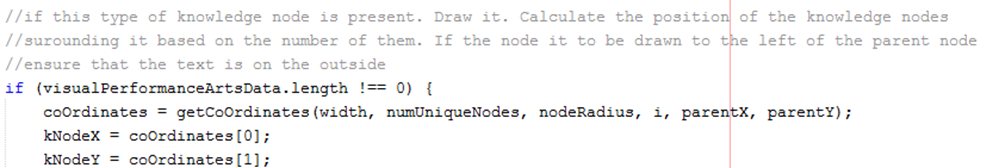 //if this type of knowledge node is present. Draw it. Calculate the position of the knowledge nodes
//surounding it based on the number of them. If the node it to be drawn to the left of the parent node
//ensure that the text is on the outside
if (visualPerformanceArtsData.length !== 0) {
    coOrdinates = getCoOrdinates(width, numUniqueNodes, nodeRadius, i, parentX, parentY);
    kNodeX = coOrdinates[0];
    kNodeY = coOrdinates[1];